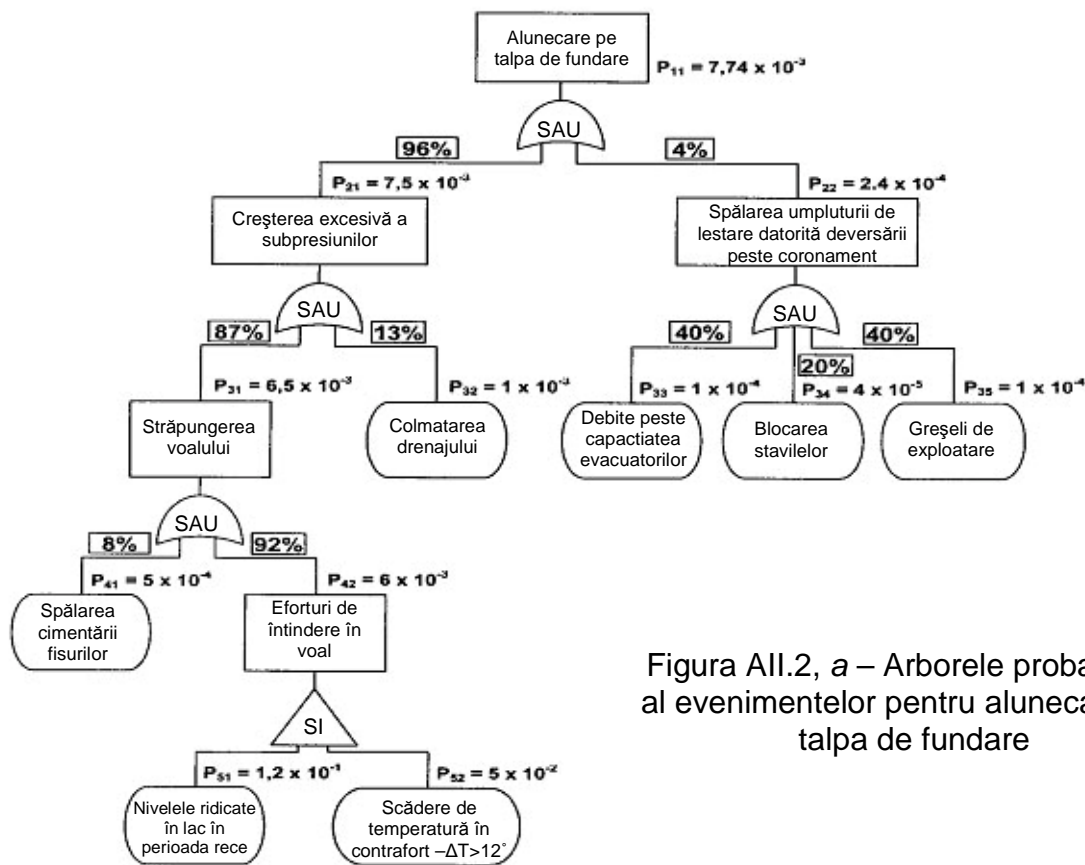 Alunecare pe
talpa de fundare
P₁₁ = 7,74 x 10⁻³
SAU
96%
4%
P₂₁ = 7,5 x 10⁻³
P₂₂ = 2.4 x 10⁻⁴
Creşterea excesivă a
subpresiunilor
Spălarea umpluturii de
lestare datorită deversării
peste coronament
SAU
SAU
87%
13%
40%
20%
40%
P₃₁ = 6,5 x 10⁻³
P₃₂ = 1 x 10⁻³
P₃₃ = 1 x 10⁻⁴
P₃₄ = 4 x 10⁻⁵
P₃₅ = 1 x 10⁻⁴
Străpungerea
voalului
Colmatarea
drenajului
Debite peste
capactiatea
evacuatorilor
Blocarea
stavilelor
Greşeli de
exploatare
SAU
8%
92%
P₄₁ = 5 x 10⁻⁴
P₄₂ = 6 x 10⁻³
Spălarea
cimentării
fisurilor
Eforturi de
întindere în
voal
SI
P₅₁ = 1,2 x 10⁻¹
P₅₂ = 5 x 10⁻²
Nivelele ridicate
în lac în
perioada rece
Scădere de
temperatură în
contrafort –ΔT>12˚
Figura AII.2, a – Arborele proba
al evenimentelor pentru aluneca
talpa de fundare